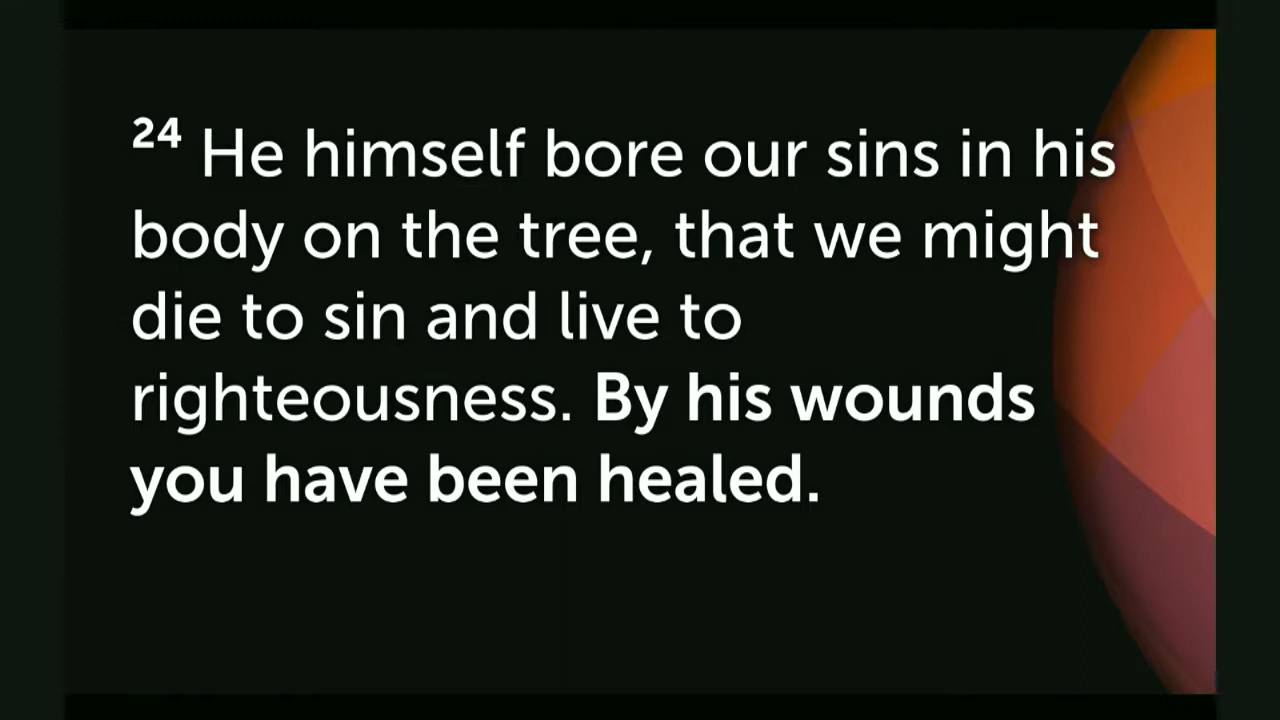 24 He himself bore our sins in his
body on the tree, that we might
die to sin and live to
righteousness. By his wounds
you have been healed.